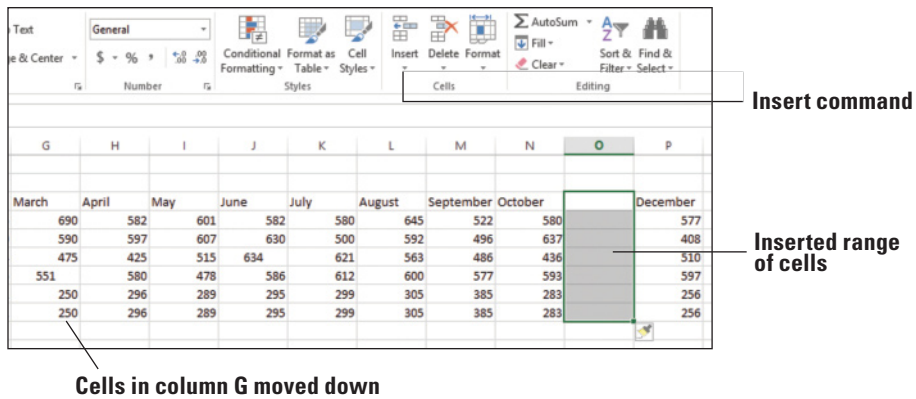 Text General Σ AutoSum
Fill
e & Center $ % , .0 .00 .00 .0 Conditional Format as Cell Insert Delete Format Sort & Find &
Formatting Table Styles Clear Filter Select
Number Styles Cells Editing
Insert command
G H I J K L M N O P
March April May June July August September October December
690 582 601 582 580 645 522 580 577
590 597 607 630 500 592 496 637 408
475 425 515 634 621 563 486 436 510
551 580 478 586 612 600 577 593 597
250 296 289 295 299 305 385 283 256
250 296 289 295 299 305 385 283 256
Inserted range
of cells
Cells in column G moved down